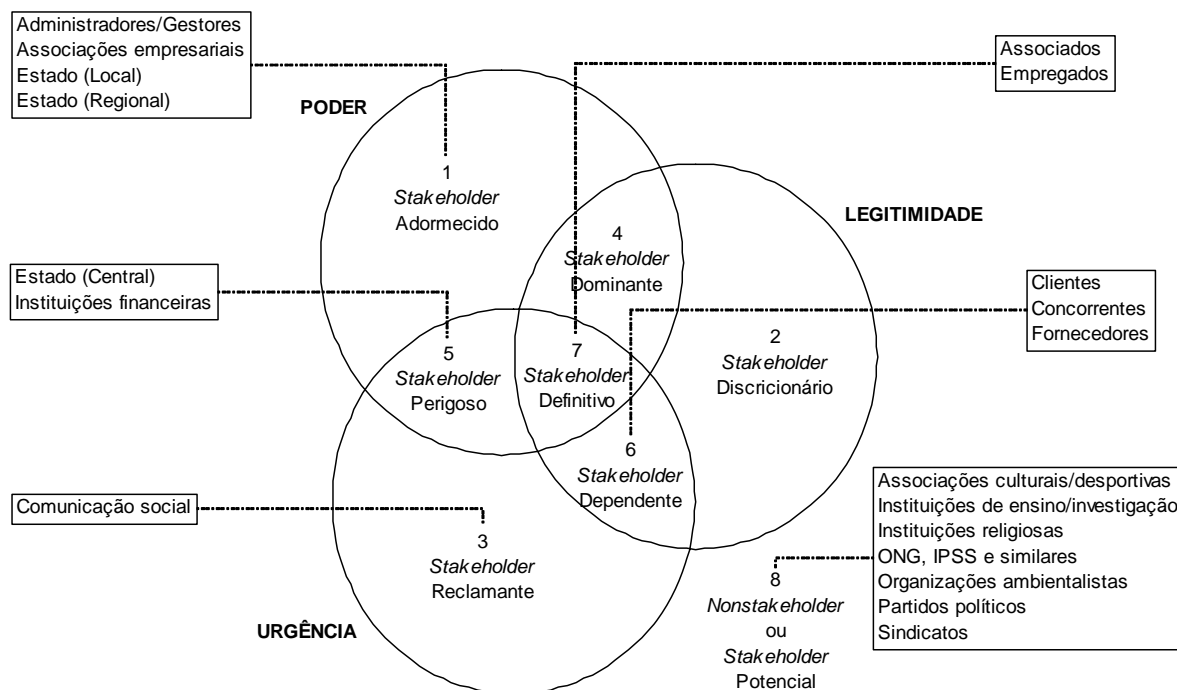 Administradores/Gestores
Associações empresariais
Estado (Local)
Estado (Regional)
Associados
Empregados
PODER
1
Stakeholder
Adormecido
LEGITIMIDADE
4
Stakeholder
Dominante
Estado (Central)
Instituições financeiras
Clientes
Concorrentes
Fornecedores
5
Stakeholder
Perigoso
7
Stakeholder
Definitivo
2
Stakeholder
Discricionário
6
Stakeholder
Dependente
Comunicação social
3
Stakeholder
Reclamante
URGÊNCIA
Associações culturais/desportivas
Instituições de ensino/investigação
Instituições religiosas
ONG, IPSS e similares
Organizações ambientalistas
Partidos políticos
Sindicatos
8
Nonstakeholder
ou
Stakeholder
Potencial